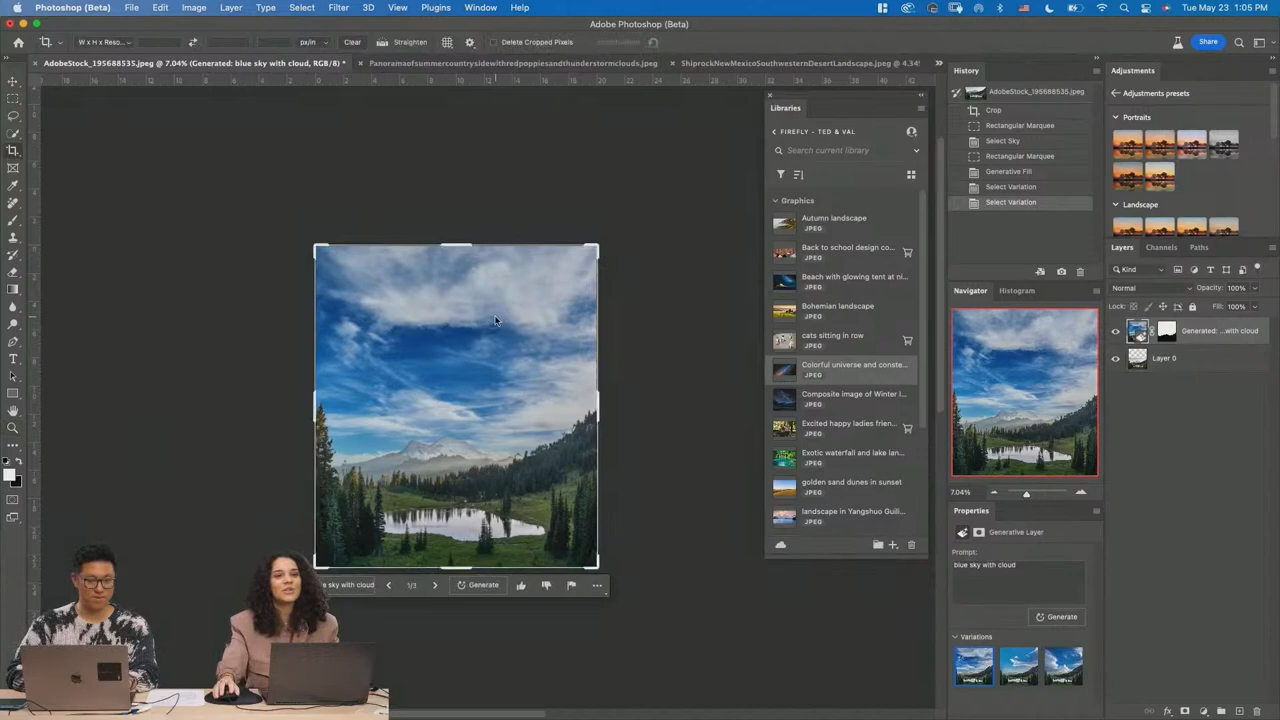 Photoshop (Beta) File Edit Image Layer Type Select Filter 3D View Plugins Window Help
Tue May 23 1:05 PM
Adobe Photoshop (Beta)
W x H x Reso...
px/in
Clear
Straighten
Delete Cropped Pixels
Share
AdobeStock_195688535.jpeg @ 7.04% (Generated: blue sky with cloud, RGB/8) *
Panoramaofsummercountrysidewithredpoppiesandthunderstormclouds.jpeg
ShiprockNewMexicoSouthwesternDesertLandscape.jpeg @ 4.34%
Libraries
FIREFLY - TED & VAL
Search current library
Graphics
Autumn landscape
JPEG
Back to school design co...
JPEG
Beach with glowing tent at ni...
JPEG
Bohemian landscape
JPEG
cats sitting in row
JPEG
Colorful universe and conste...
JPEG
Composite image of Winter l...
JPEG
Excited happy ladies frien...
JPEG
Exotic waterfall and lake lan...
JPEG
golden sand dunes in sunset
JPEG
landscape in Yangshuo Guili...
JPEG
History
AdobeStock_195688535.jpeg
Crop
Rectangular Marquee
Select Sky
Rectangular Marquee
Generative Fill
Select Variation
Select Variation
Navigator
Histogram
7.04%
Properties
Generative Layer
Prompt:
blue sky with cloud
Generate
Variations
Adjustments
Adjustments presets
Portraits
Landscape
Layers
Channels
Paths
Kind
Normal
Opacity: 100%
Lock:
Fill: 100%
Generated: ...with cloud
Layer 0
sky with cloud
1/3
Generate